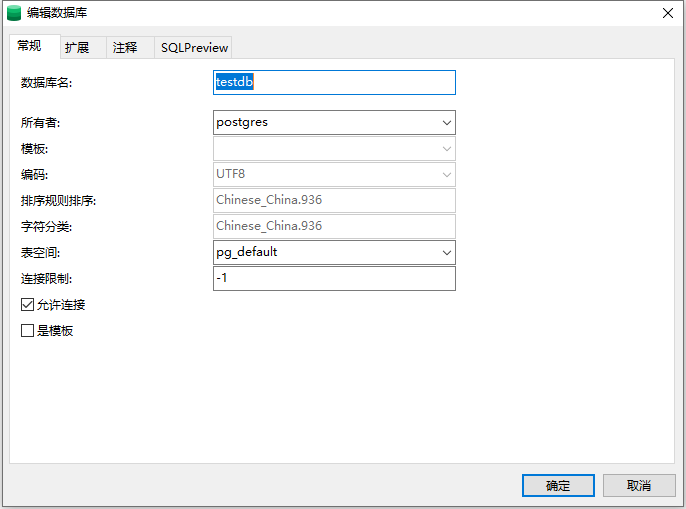 编辑数据库
常规 扩展 注释 SQLPreview
数据库名: testdb
所有者: postgres
模板:
编码: UTF8
排序规则排序: Chinese_China.936
字符分类: Chinese_China.936
表空间: pg_default
连接限制: -1
允许连接
是模板
确定 取消